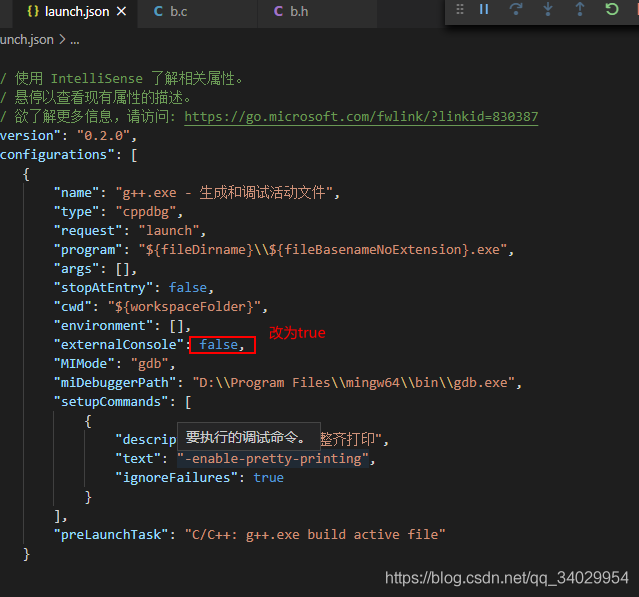 {} launch.json × C b.c C b.h
unch.json > ...
/ 使用 IntelliSense 了解相关属性。
/ 悬停以查看现有属性的描述。
/ 欲了解更多信息，请访问: https://go.microsoft.com/fwlink/?linkid=830387
version": "0.2.0",
configurations": [
{
"name": "g++.exe - 生成和调试活动文件",
"type": "cppdbg",
"request": "launch",
"program": "${fileDirname}\\${fileBasenameNoExtension}.exe",
"args": [],
"stopAtEntry": false,
"cwd": "${workspaceFolder}",
"environment": [],
改为true
"externalConsole": false,
"MIMode": "gdb",
"miDebuggerPath": "D:\\Program Files\\mingw64\\bin\\gdb.exe",
"setupCommands": [
{
"descrip 要执行的调试命令。 整齐打印",
"text": "-enable-pretty-printing",
"ignoreFailures": true
}
],
"preLaunchTask": "C/C++: g++.exe build active file"
}
https://blog.csdn.net/qq_34029954